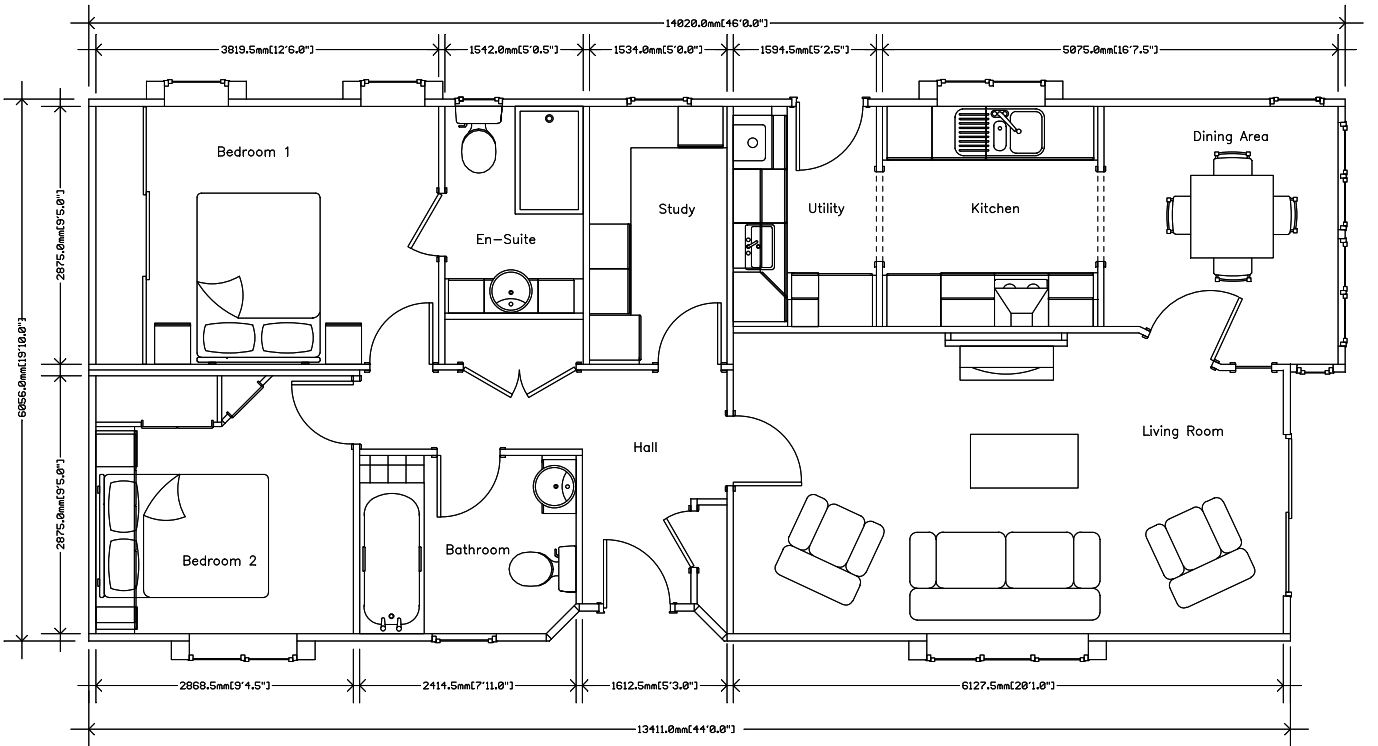 14020.0mm[46'0.0"]
3819.5mm[12'6.0"]
1542.0mm[5'0.5"]
1534.0mm[5'0.0"]
1594.5mm[5'2.5"]
5075.0mm[16'7.5"]
Dining Area
Bedroom 1
Study
Utility
Kitchen
En-Suite
2875.0mm[9'5.0"]
6056.0mm[19'10.0"]
Living Room
Hall
2875.0mm[9'5.0"]
Bathroom
Bedroom 2
2868.5mm[9'4.5"]
2414.5mm[7'11.0"]
1612.5mm[5'3.0"]
6127.5mm[20'1.0"]
13411.0mm[44'0.0"]